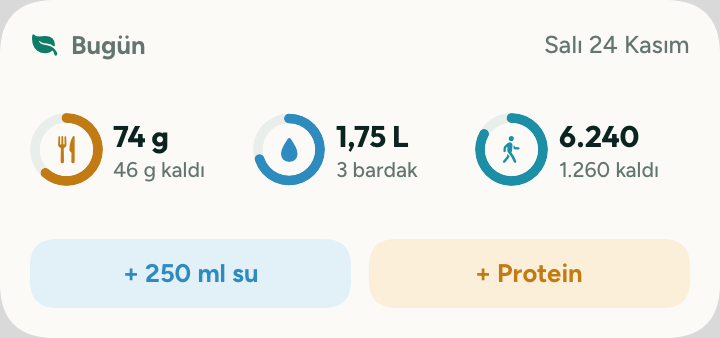 Bugün
Salı 24 Kasım
74 g
46 g kaldı
1,75 L
3 bardak
6.240
1.260 kaldı
+ 250 ml su
+ Protein